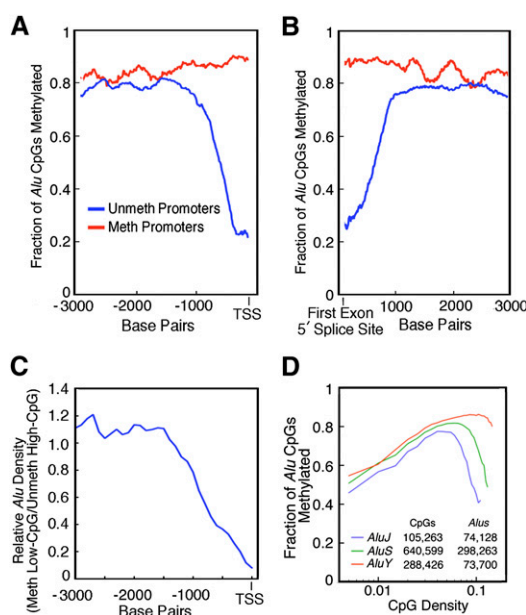 A
Fraction of Alu CpGs Methylated
1
0.8
0.6
0.4
0.2
0
Unmeth Promoters
Meth Promoters
-3000 -2000 -1000 TSS
Base Pairs
B
Fraction of Alu CpGs Methylated
1
0.8
0.6
0.4
0.2
0
First Exon 1000 2000 3000
5′ Splice Site Base Pairs
C
Relative Alu Density
(Meth Low-CpG/Unmeth High-CpG)
1.4
1.2
1.0
0.8
0.6
0.4
0.2
0
-3000 -2000 -1000 TSS
Base Pairs
D
Fraction of Alu CpGs
Methylated
1
0.8
0.6
0.4
0.2
0
CpGs Alus
AluJ 105,263 74,128
AluS 640,599 298,263
AluY 288,426 73,700
0.01 0.1
CpG Density